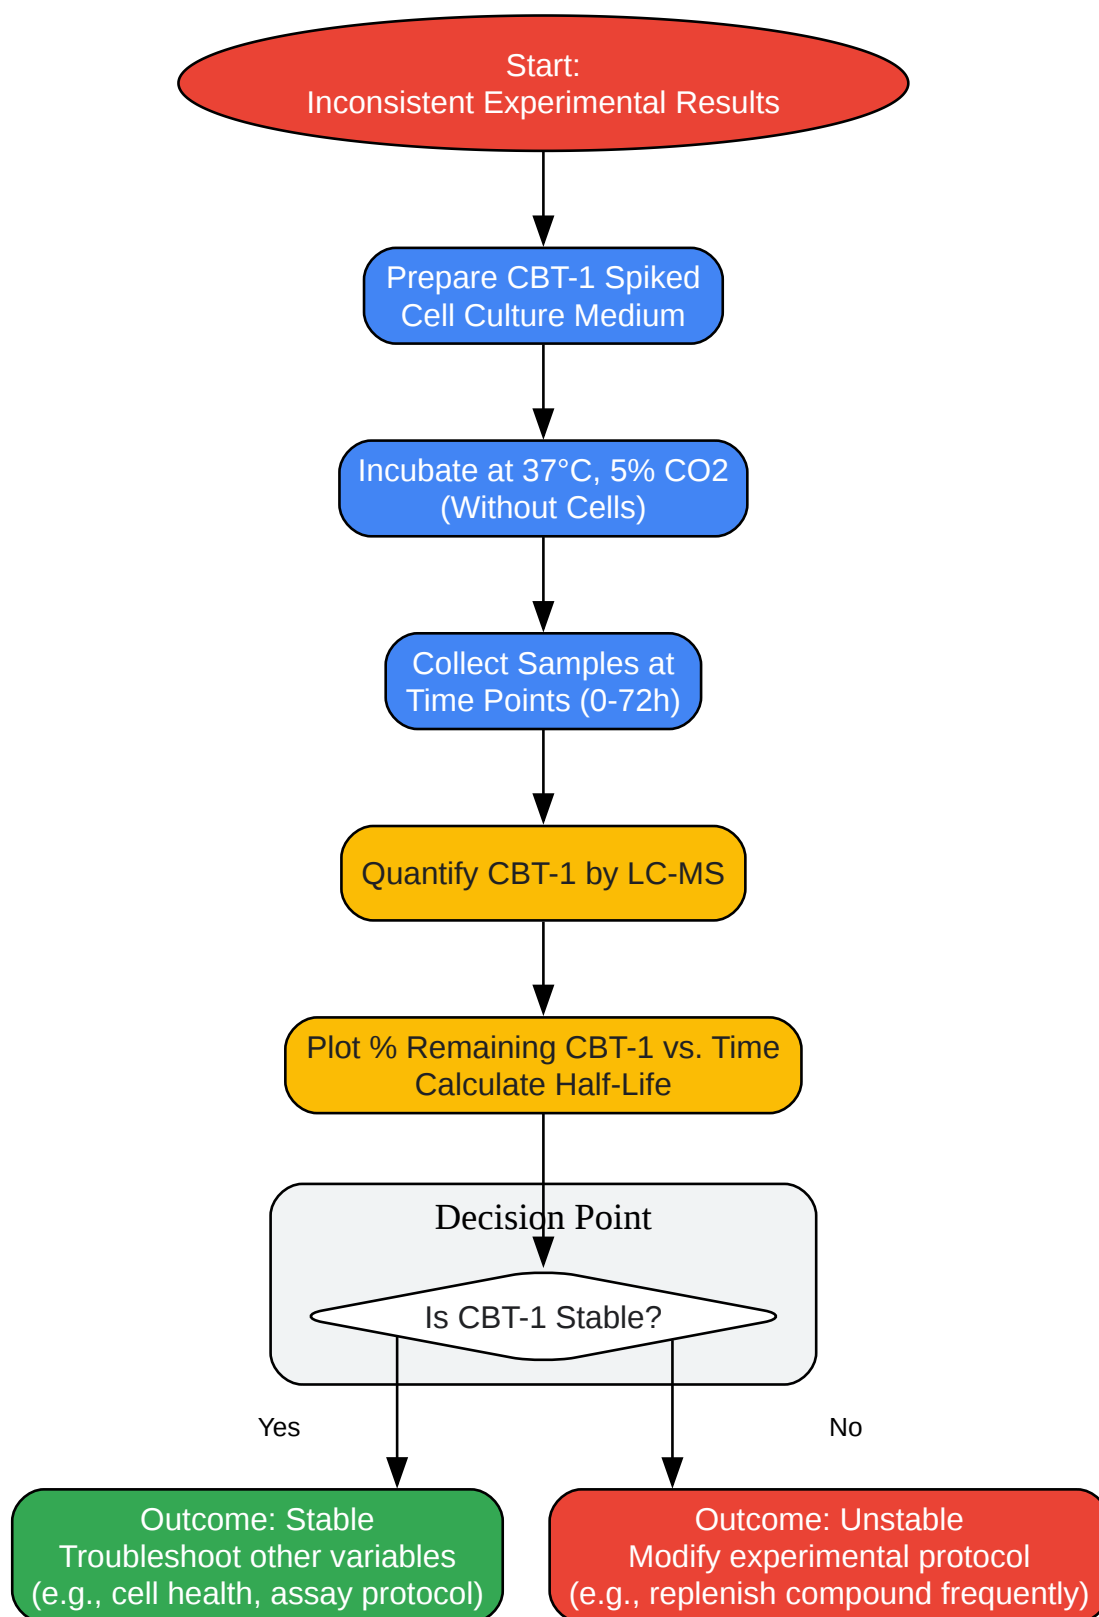 Start:
Inconsistent Experimental Results
Prepare CBT-1 Spiked
Cell Culture Medium
Incubate at 37°C, 5% CO2
(Without Cells)
Collect Samples at
Time Points (0-72h)
Quantify CBT-1 by LC-MS
Plot % Remaining CBT-1 vs. Time
Calculate Half-Life
Decision Point
Is CBT-1 Stable?
Yes
No
Outcome: Stable
Troubleshoot other variables
(e.g., cell health, assay protocol)
Outcome: Unstable
Modify experimental protocol
(e.g., replenish compound frequently)